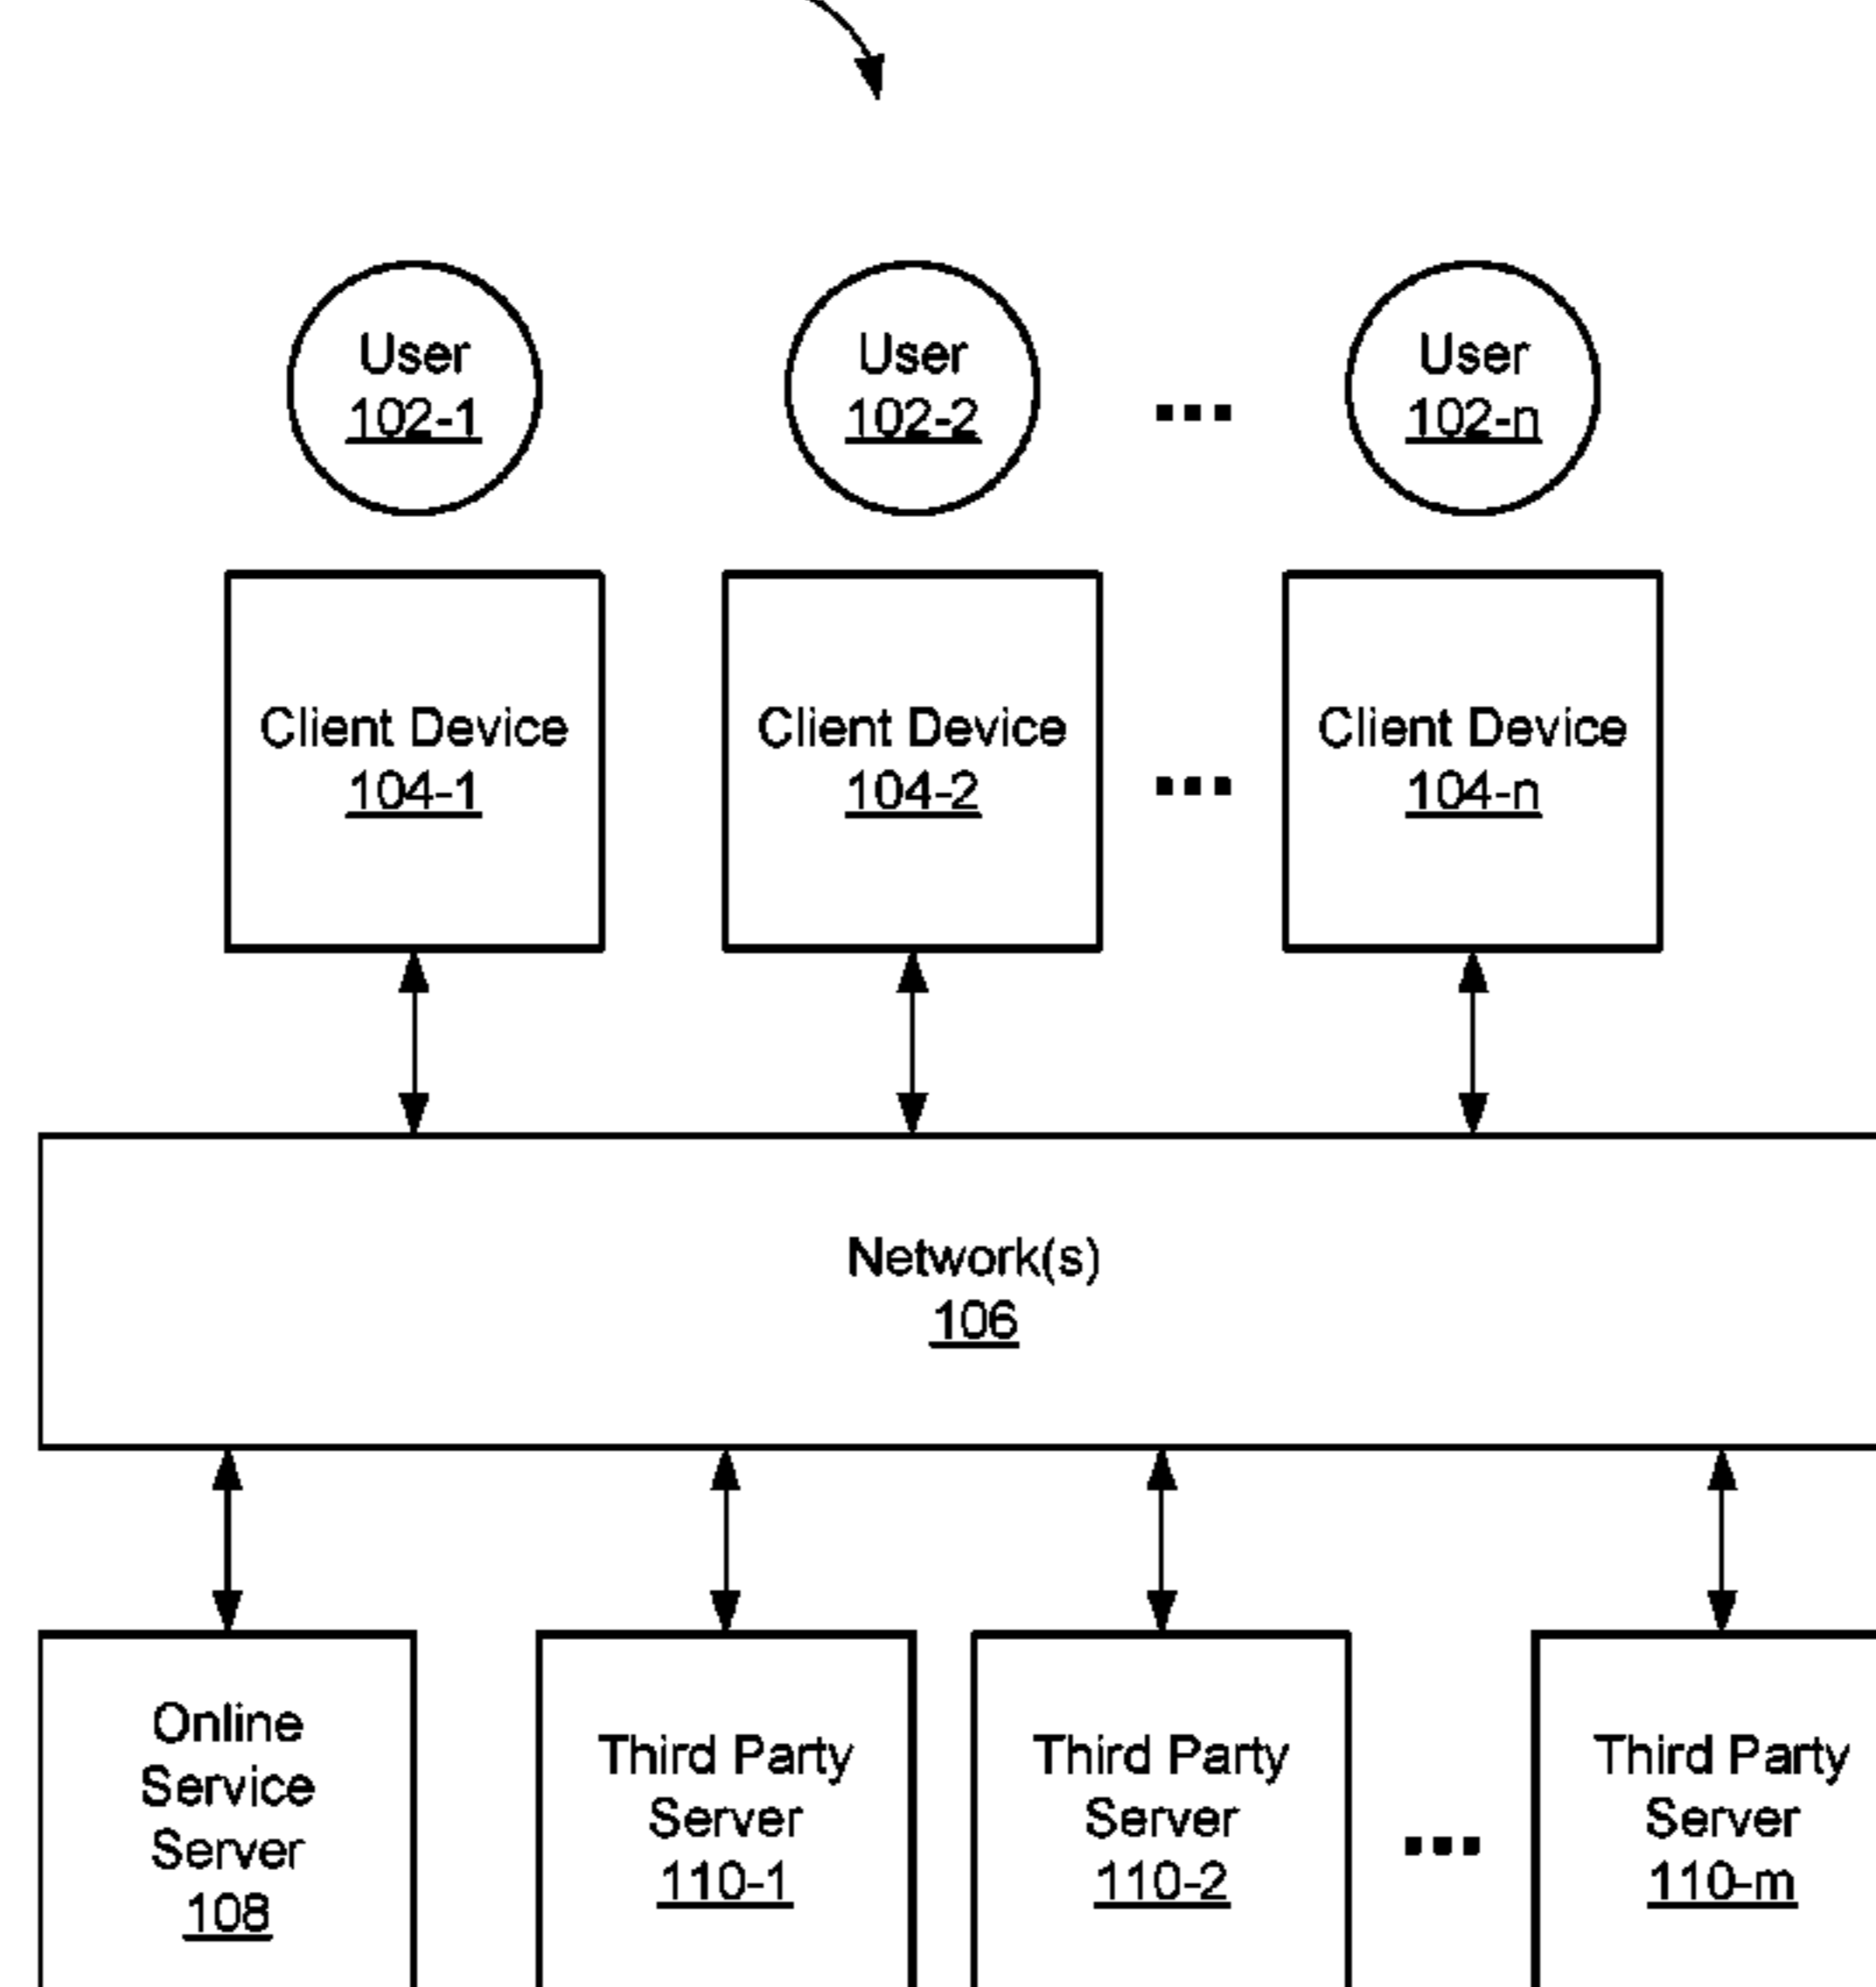 User
102-1
User
102-2
...
User
102-n
Client Device
104-1
Client Device
104-2
...
Client Device
104-n
Network(s)
106
Online
Service
Server
108
Third Party
Server
110-1
Third Party
Server
110-2
...
Third Party
Server
110-m